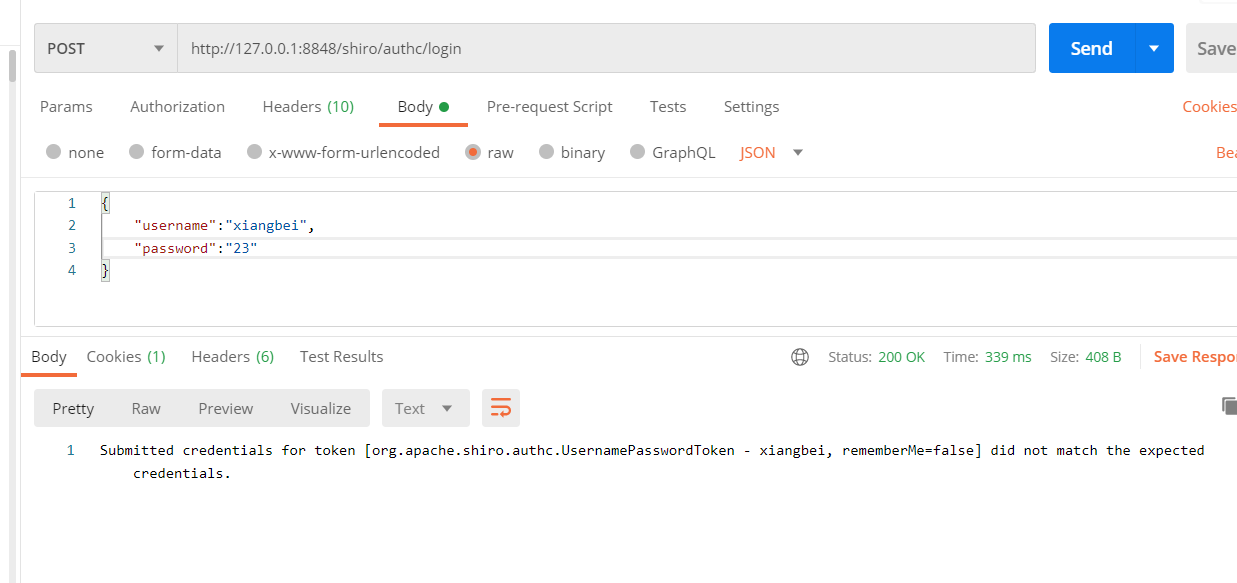 POST http://127.0.0.1:8848/shiro/authc/login Send Save
Params Authorization Headers (10) Body Pre-request Script Tests Settings Cookies
none form-data x-www-form-urlencoded raw binary GraphQL JSON Bea
1 {
2 "username":"xiangbei",
3 "password":"23"
4 }
Body Cookies (1) Headers (6) Test Results Status: 200 OK Time: 339 ms Size: 408 B Save Respo
Pretty Raw Preview Visualize Text
1 Submitted credentials for token [org.apache.shiro.authc.UsernamePasswordToken - xiangbei, rememberMe=false] did not match the expected
credentials.